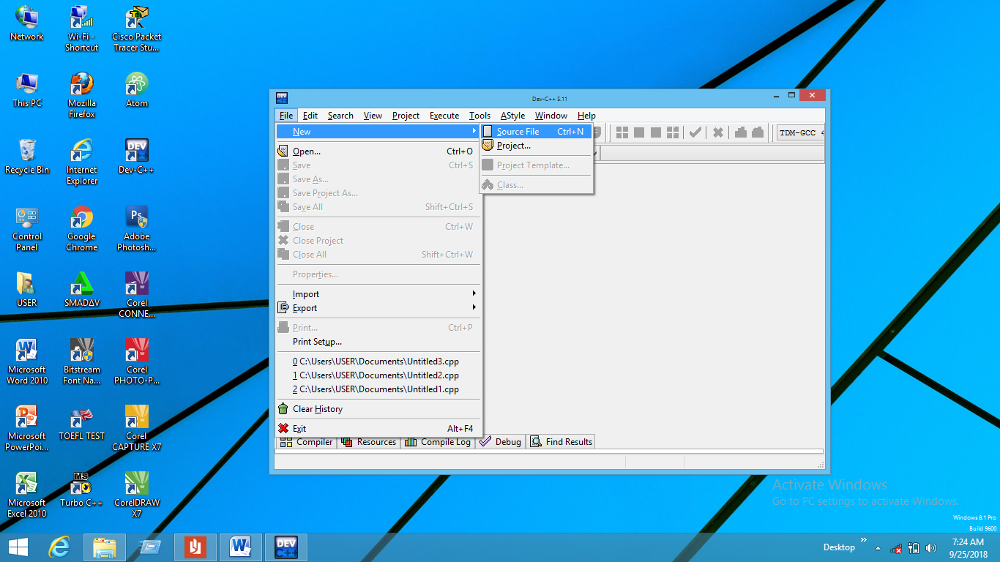 Network
Wi-Fi -
Shortcut
Cisco Packet
Tracer Stu...
This PC
Mozilla
Firefox
Atom
Recycle Bin
Internet
Explorer
DEV
Dev-C++
Control
Panel
Google
Chrome
Ps
Adobe
Photosh...
USER
SMADΔV
Corel
CONNE...
Microsoft
Word 2010
Bitstream
Font Na...
Corel
PHOTO-P...
Microsoft
PowerPoi...
TOEFL TEST
Corel
CAPTURE X7
Microsoft
Excel 2010
MS
Turbo C++
CorelDRAW
X7
DEV
Dev-C++ 5.11
File Edit Search View Project Execute Tools AStyle Window Help
New
Source File Ctrl+N
Project...
Project Template...
Class...
TDM-GCC 4
Open... Ctrl+O
Save Ctrl+S
Save As...
Save Project As...
Save All Shift+Ctrl+S
Close Ctrl+W
Close Project
Close All Shift+Ctrl+W
Properties...
Import
Export
Print... Ctrl+P
Print Setup...
0 C:\Users\USER\Documents\Untitled3.cpp
1 C:\Users\USER\Documents\Untitled2.cpp
2 C:\Users\USER\Documents\Untitled1.cpp
Clear History
Exit Alt+F4
Compiler Resources Compile Log Debug Find Results
Activate Windows
Go to PC settings to activate Windows.
Windows 8.1 Pro
Build 9600
DEV
C++
Desktop
7:24 AM
9/25/2018